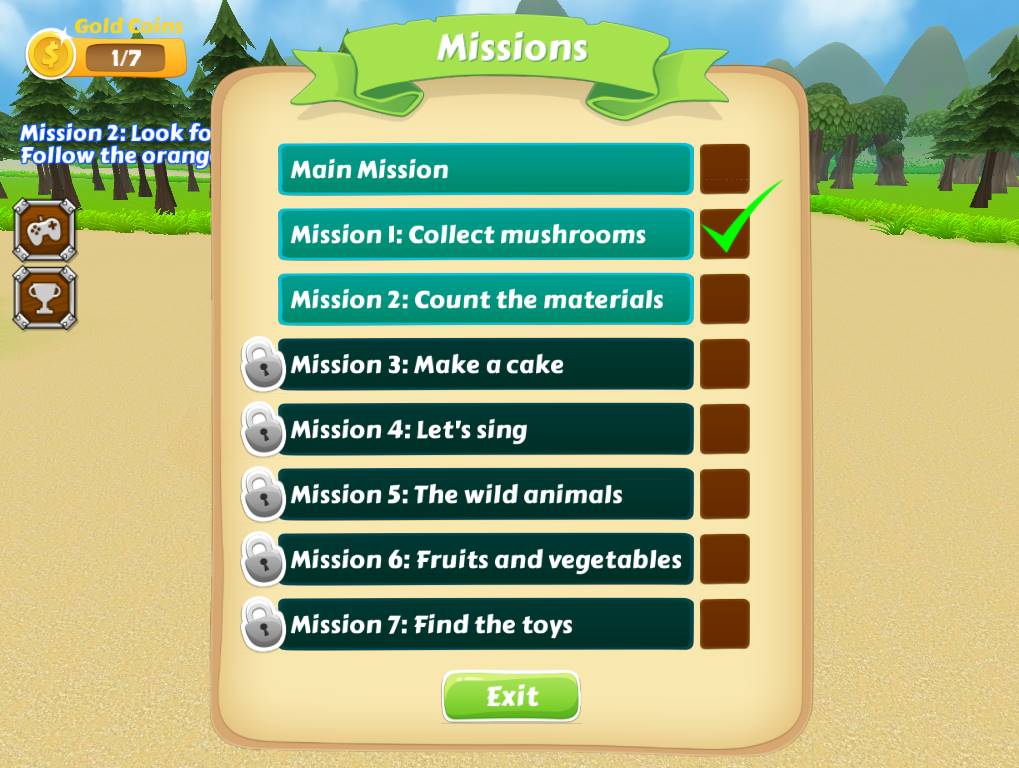 Gold Coins
1/7
Missions
Mission 2: Look fo
Follow the orang
Main Mission
Mission 1: Collect mushrooms
Mission 2: Count the materials
Mission 3: Make a cake
Mission 4: Let's sing
Mission 5: The wild animals
Mission 6: Fruits and vegetables
Mission 7: Find the toys
Exit